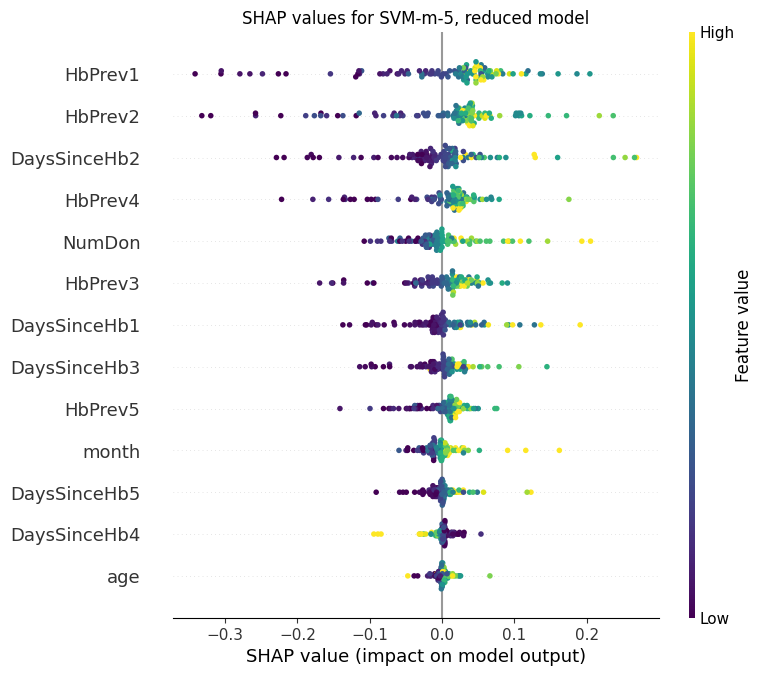 SHAP values for SVM-m-5, reduced model
High
HbPrev1
HbPrev2
DaysSinceHb2
HbPrev4
NumDon
HbPrev3
DaysSinceHb1
DaysSinceHb3
HbPrev5
month
DaysSinceHb5
DaysSinceHb4
age
Feature value
Low
−0.3 −0.2 −0.1 0.0 0.1 0.2
SHAP value (impact on model output)